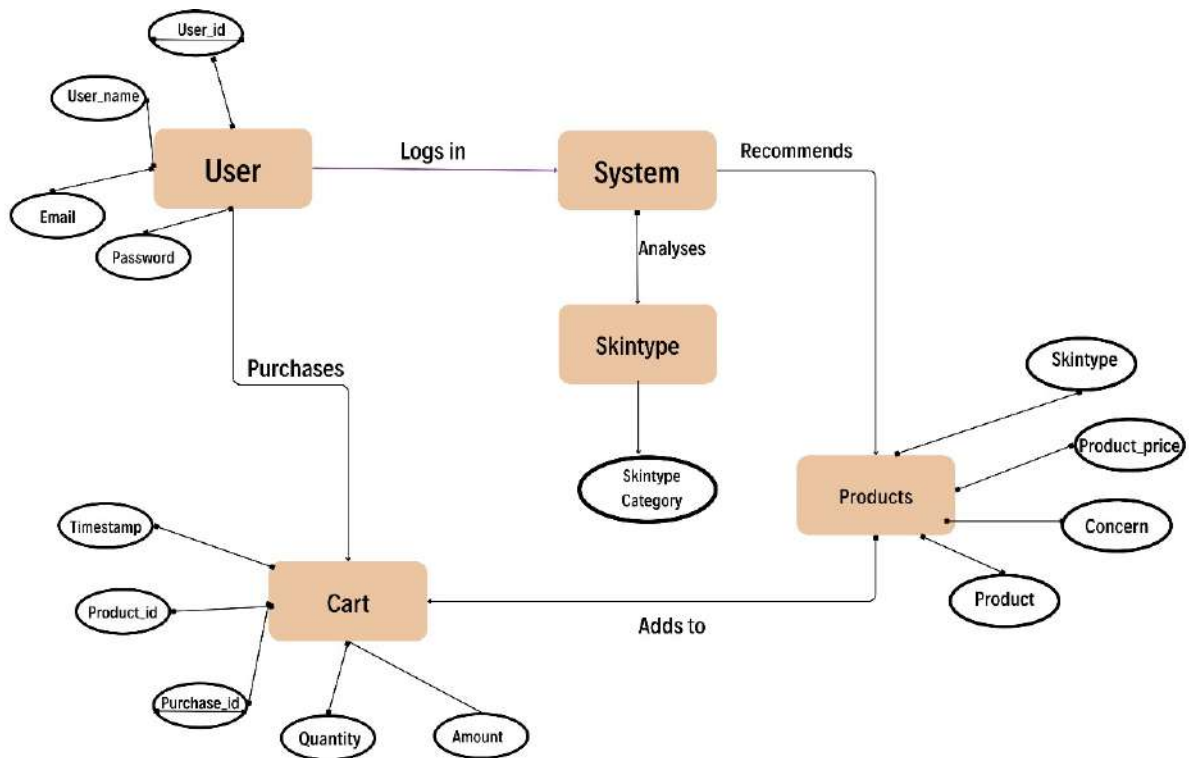 User_id
User_name
User
Logs in
System
Recommends
Email
Password
Analyses
Skintype
Purchases
Skintype
Product_price
Skintype
Category
Products
Concern
Timestamp
Product
Cart
Product_id
Adds to
Purchase_id
Quantity
Amount